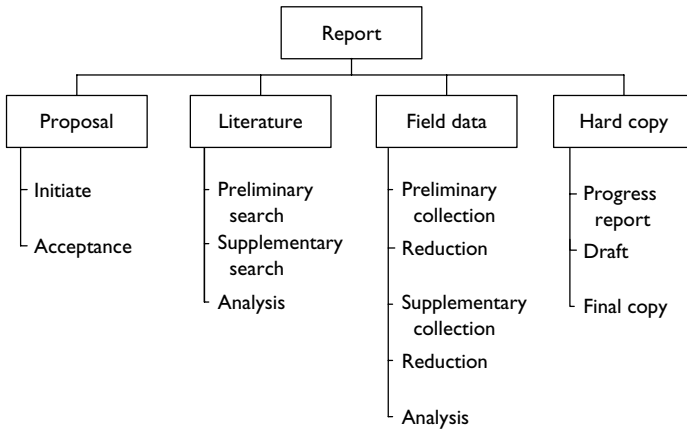 Report
Proposal
Literature
Field data
Hard copy
Initiate
Acceptance
Preliminary
search
Supplementary
search
Analysis
Preliminary
collection
Reduction
Supplementary
collection
Reduction
Analysis
Progress
report
Draft
Final copy